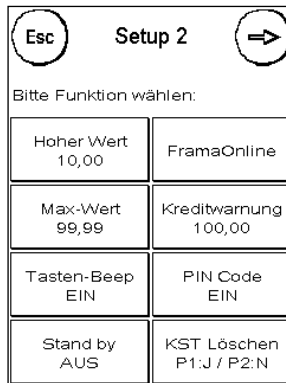 Esc
Setup 2
Bitte Funktion wählen:
Hoher Wert
10,00
FramaOnline
Max-Wert
99,99
Kreditwarnung
100,00
Tasten-Beep
EIN
PIN Code
EIN
Stand by
AUS
KST Löschen
P1:J / P2:N